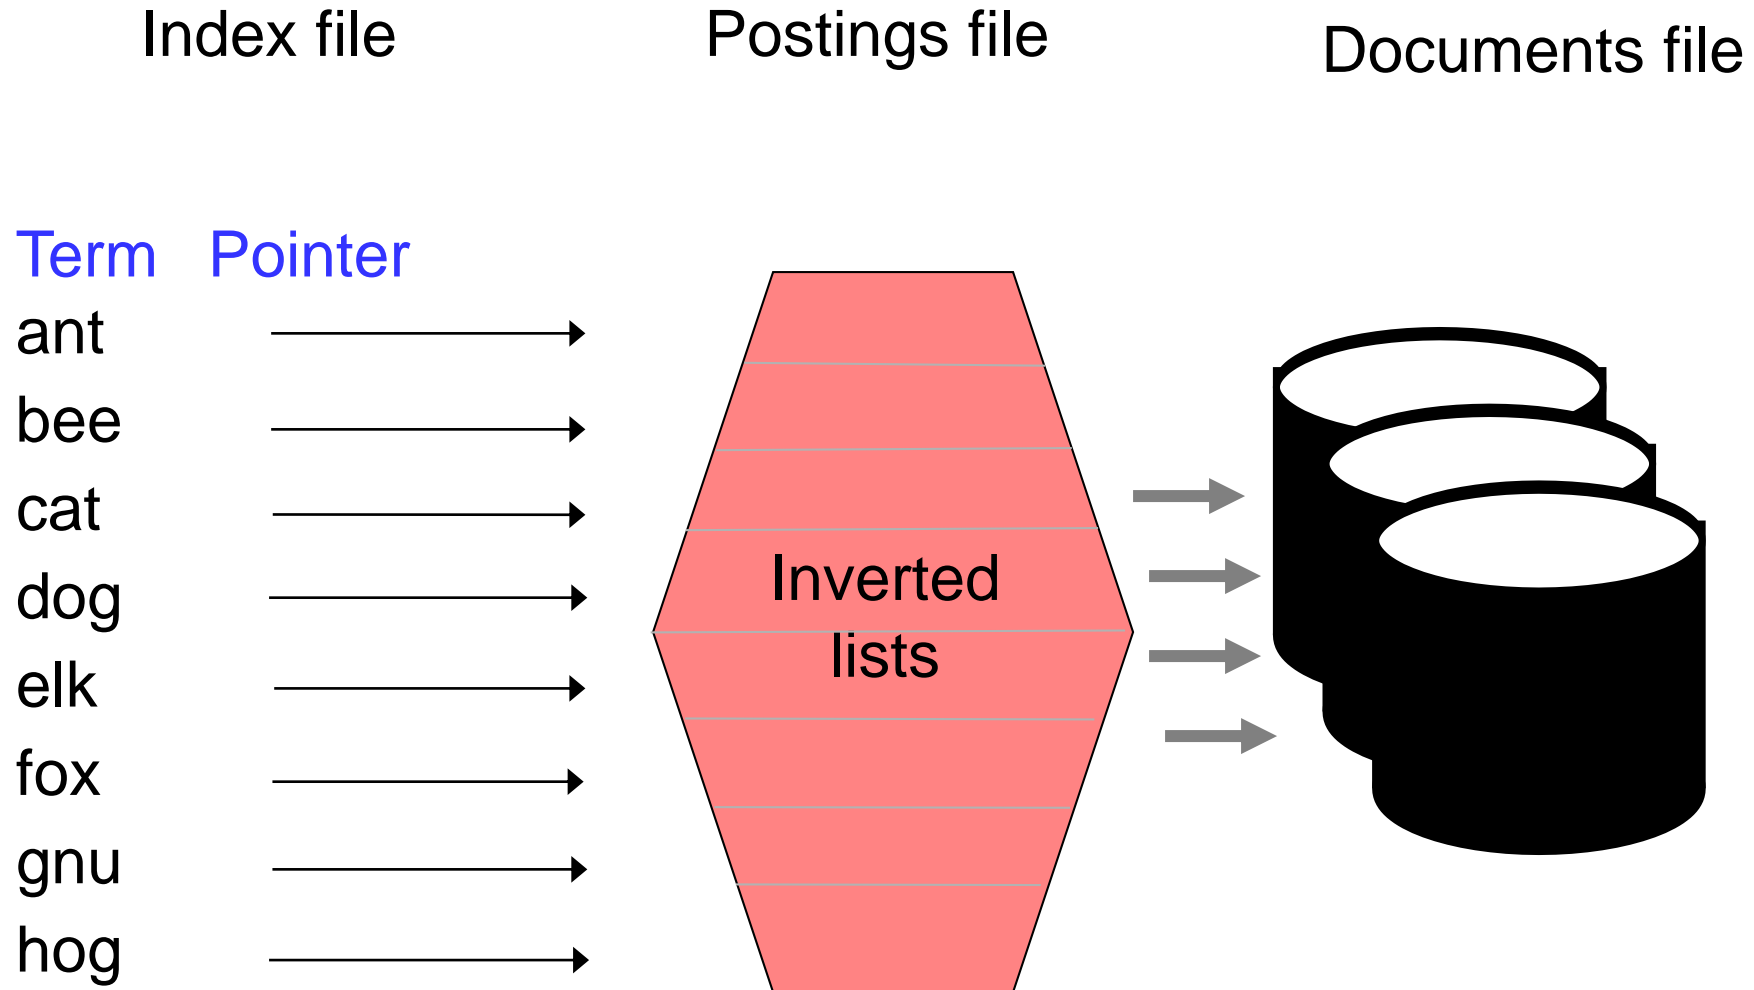 Index file
Postings file
Documents file
Term Pointer
ant
bee
cat
dog
elk
fox
gnu
hog
Inverted
lists